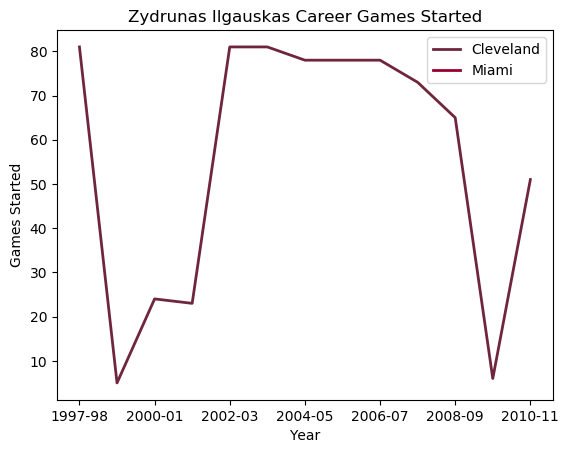 Zydrunas Ilgauskas Career Games Started
Cleveland
Miami
80
70
60
50
40
30
20
10
Games Started
1997-98 2000-01 2002-03 2004-05 2006-07 2008-09 2010-11
Year